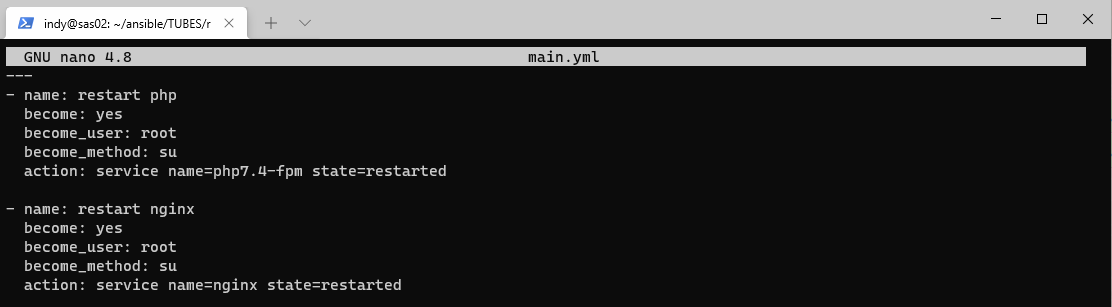 indy@sas02: ~/ansible/TUBES/r
GNU nano 4.8 main.yml
---
- name: restart php
  become: yes
  become_user: root
  become_method: su
  action: service name=php7.4-fpm state=restarted

- name: restart nginx
  become: yes
  become_user: root
  become_method: su
  action: service name=nginx state=restarted